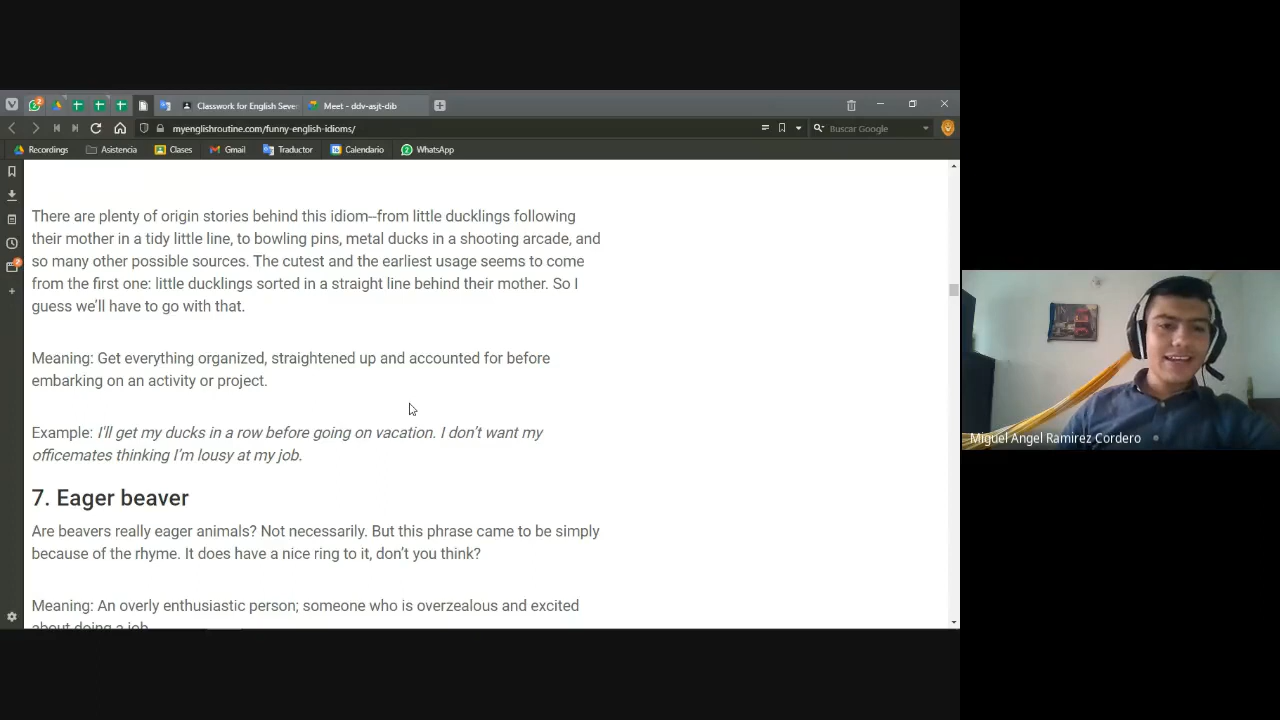 Classwork for English Seve
Meet - ddv-asjt-dib
myenglishroutine.com/funny-english-idioms/
Buscar Google
Recordings
Asistencia
Clases
Gmail
Traductor
Calendario
WhatsApp
There are plenty of origin stories behind this idiom–from little ducklings following
their mother in a tidy little line, to bowling pins, metal ducks in a shooting arcade, and
so many other possible sources. The cutest and the earliest usage seems to come
from the first one: little ducklings sorted in a straight line behind their mother. So I
guess we'll have to go with that.
Meaning: Get everything organized, straightened up and accounted for before
embarking on an activity or project.
Example: I'll get my ducks in a row before going on vacation. I don't want my
officemates thinking I'm lousy at my job.
7. Eager beaver
Are beavers really eager animals? Not necessarily. But this phrase came to be simply
because of the rhyme. It does have a nice ring to it, don't you think?
Meaning: An overly enthusiastic person; someone who is overzealous and excited
about doing a job
Miguel Angel Ramirez Cordero